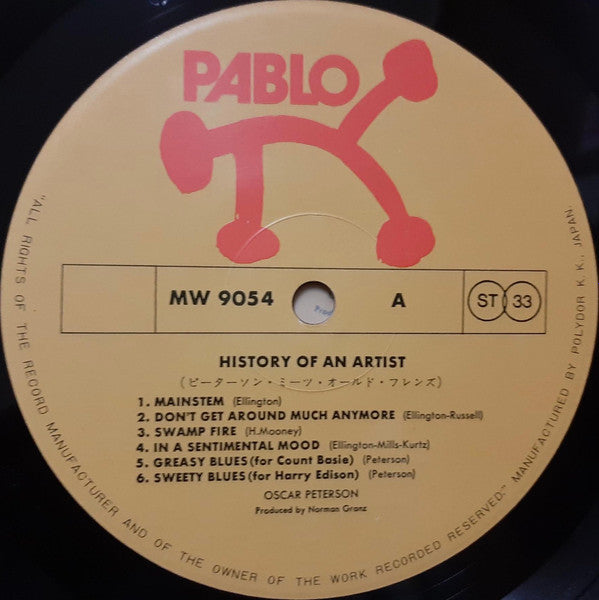 PABLO
MW 9054
A
ST 33
HISTORY OF AN ARTIST
(ピーターソン・ミーツ・オールド・フレンズ)
1. MAINSTEM (Ellington)
2. DON'T GET AROUND MUCH ANYMORE (Ellington-Russell)
3. SWAMP FIRE (H.Mooney)
4. IN A SENTIMENTAL MOOD (Ellington-Mills-Kurtz)
5. GREASY BLUES (for Count Basie) (Peterson)
6. SWEETY BLUES (for Harry Edison) (Peterson)
OSCAR PETERSON
Produced by Norman Granz
"ALL RIGHTS OF THE RECORD MANUFACTURER AND OF THE OWNER OF THE WORK RECORDED RESERVED." MANUFACTURED BY POLYDOR K. K., JAPAN.